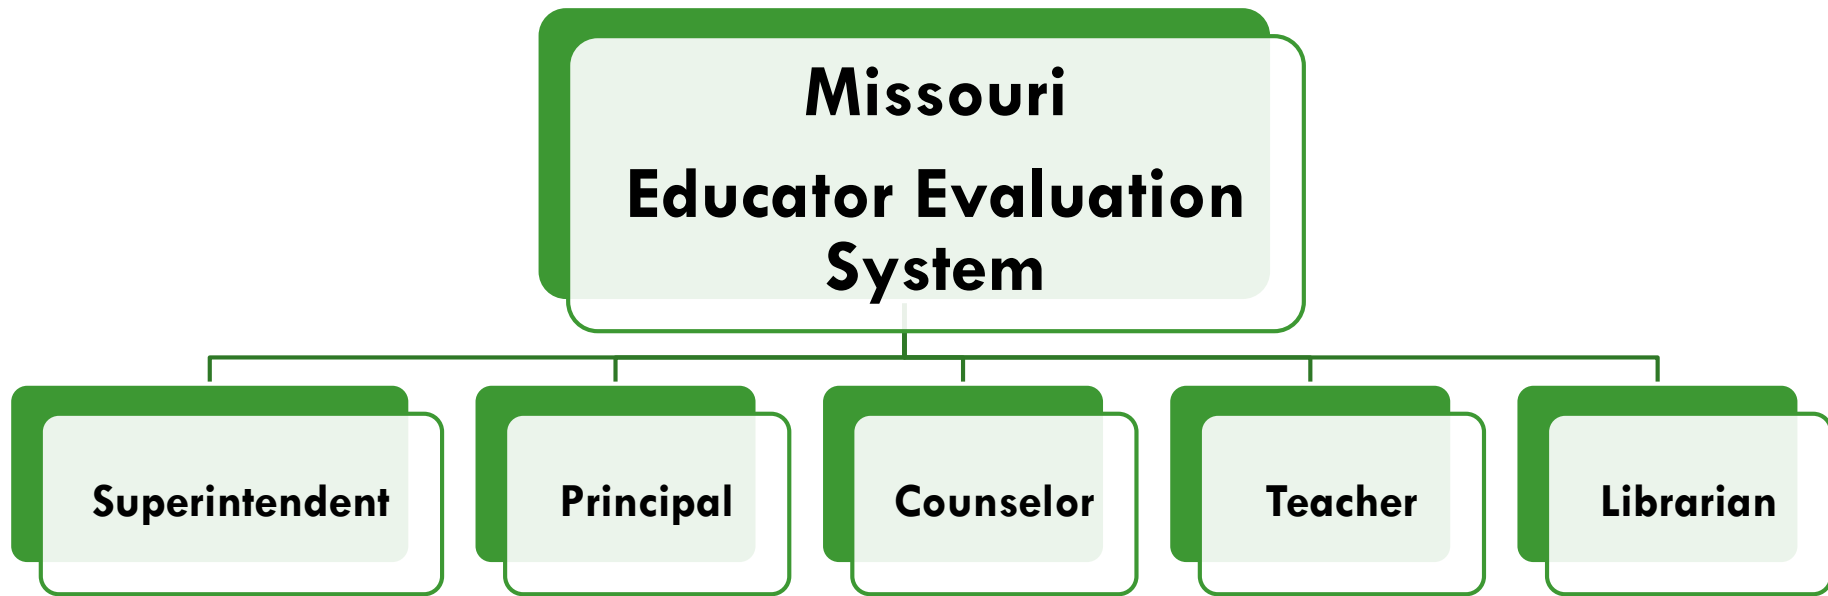 Missouri
Educator Evaluation
System
Superintendent
Principal
Counselor
Teacher
Librarian